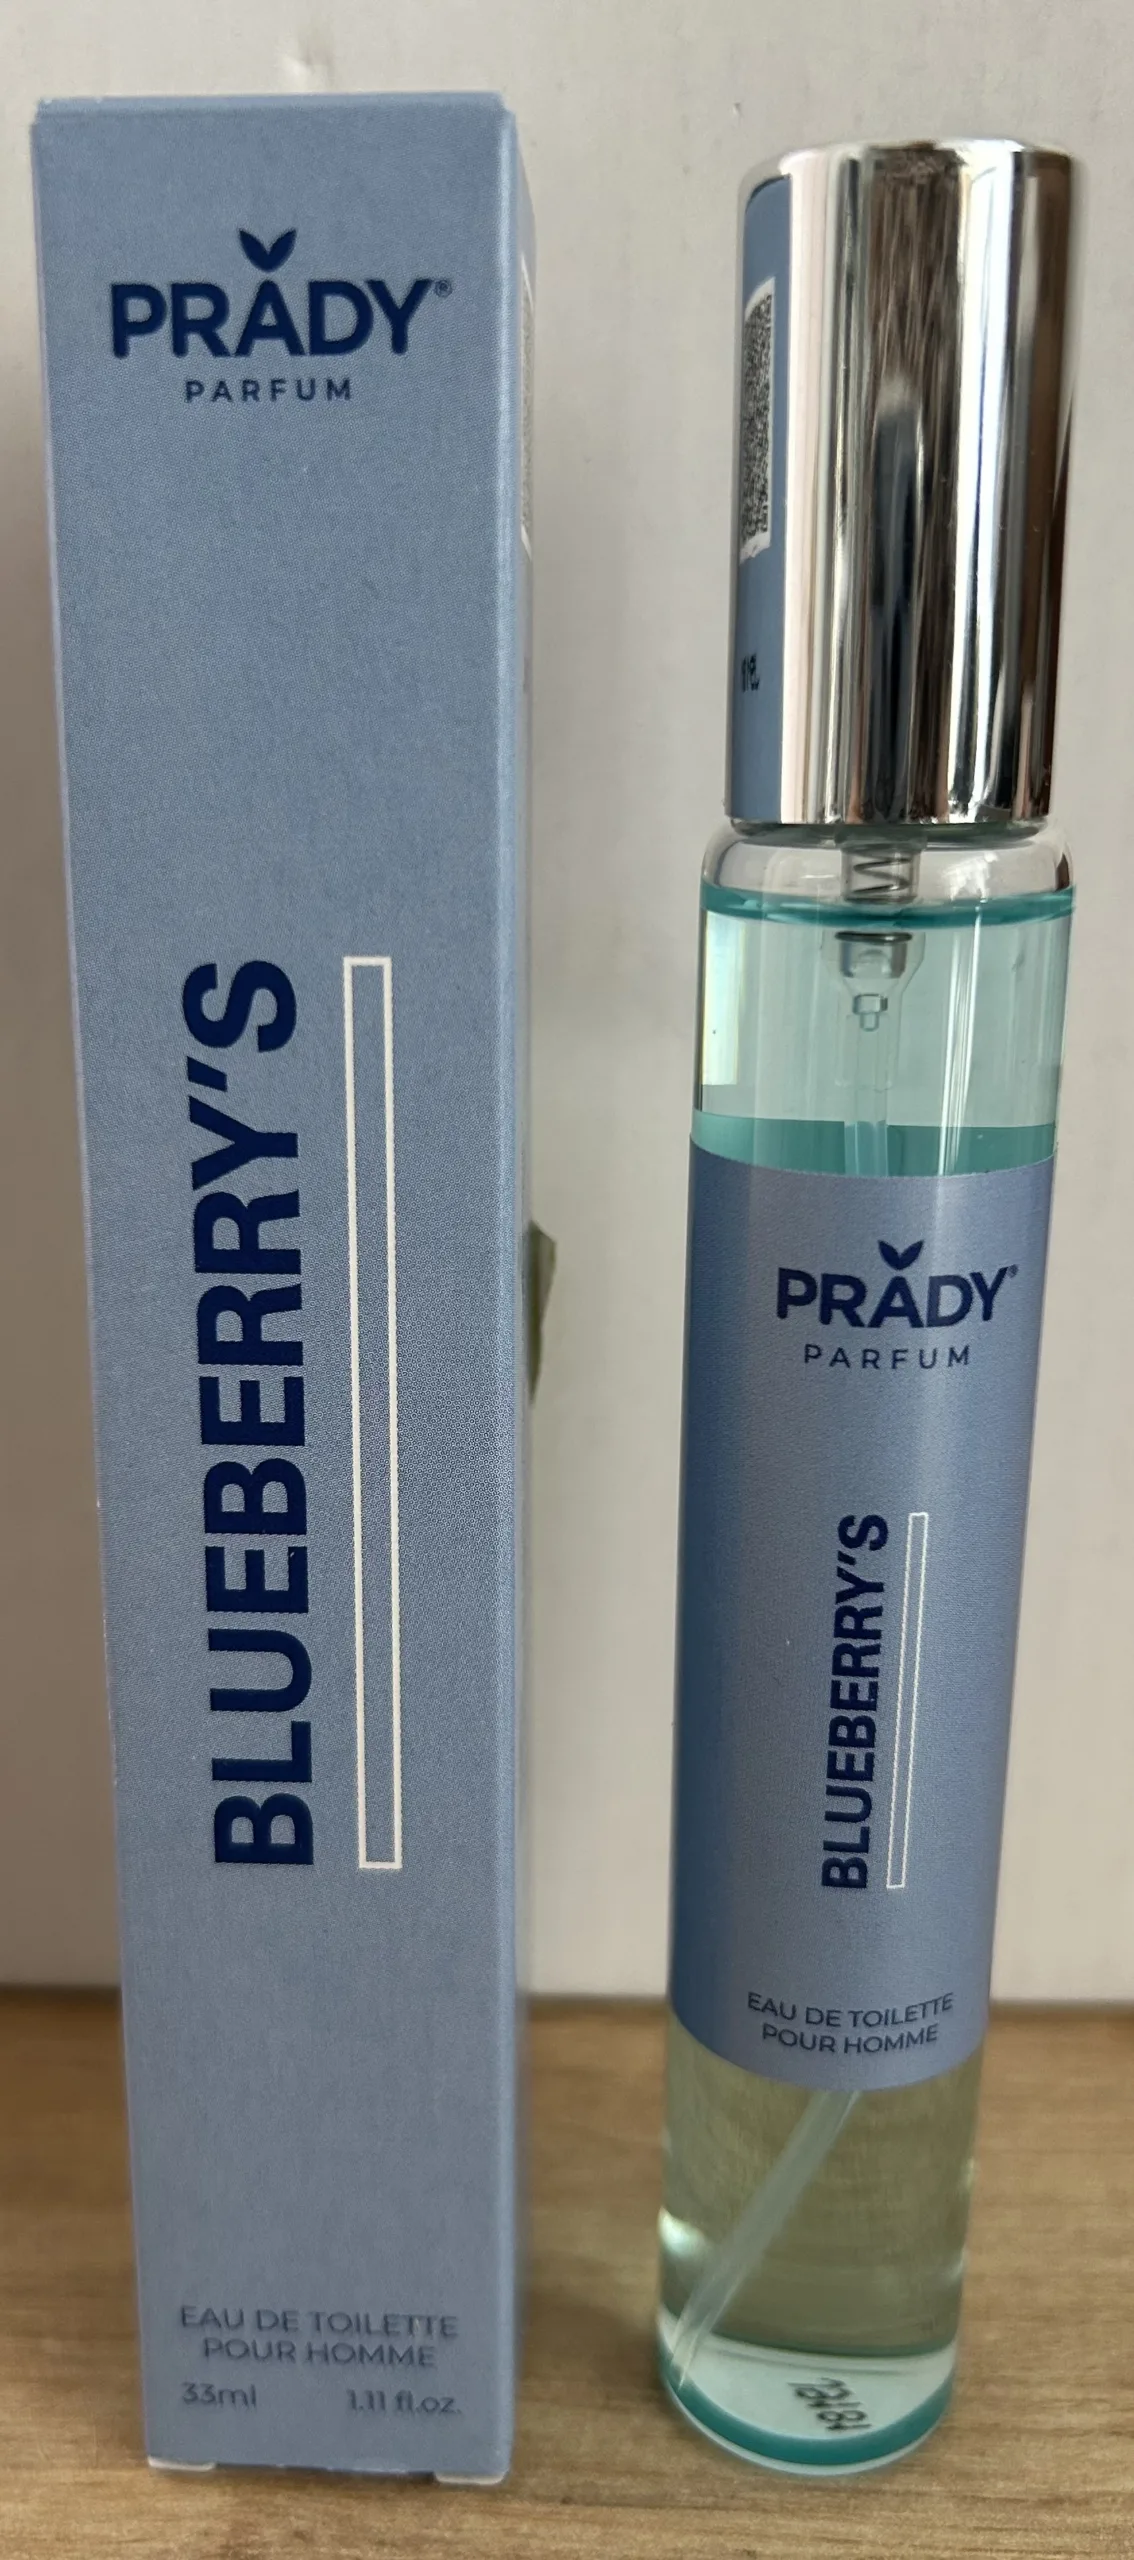 PRADY®
PARFUM
BLUEBERRY'S
EAU DE TOILETTE
POUR HOMME
33ml 1.11 fl.oz.
PRADY®
PARFUM
BLUEBERRY'S
EAU DE TOILETTE
POUR HOMME